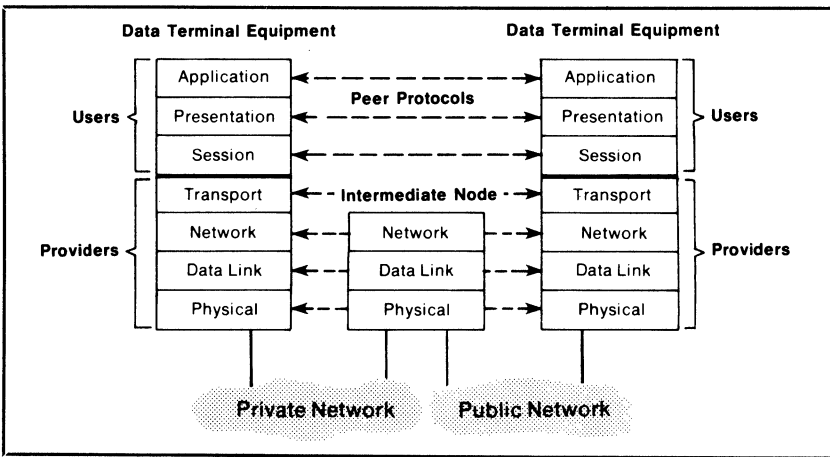 Data Terminal Equipment
Data Terminal Equipment
Application
Application
Peer Protocols
Users
Presentation
Presentation
Users
Session
Session
Transport
Intermediate Node
Transport
Network
Network
Network
Providers
Providers
Data Link
Data Link
Data Link
Physical
Physical
Physical
Private Network
Public Network